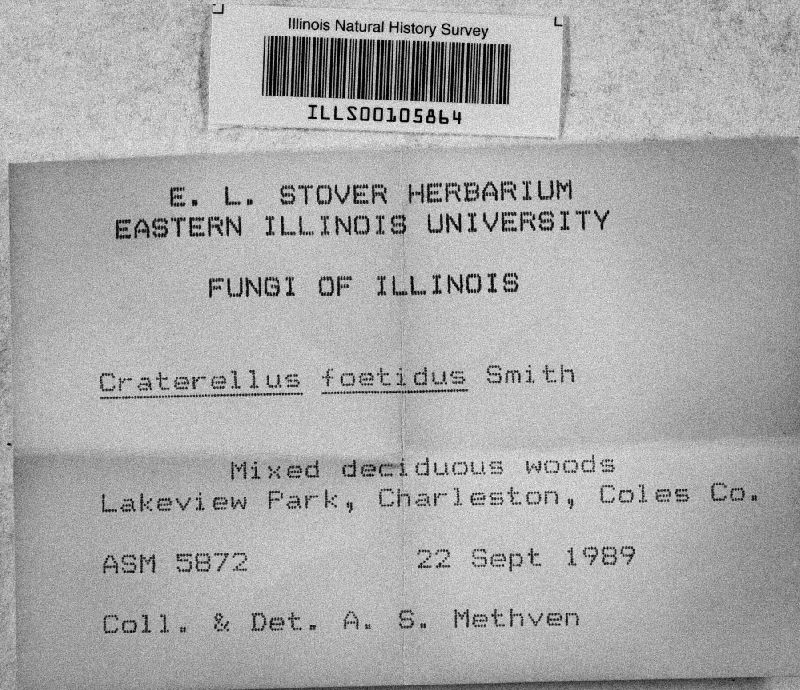 Illinois Natural History Survey
ILLS00105864
E. L. STOVER HERBARIUM
EASTERN ILLINOIS UNIVERSITY
FUNGI OF ILLINOIS
Craterellus foetidus Smith
Mixed deciduous woods
Lakeview Park, Charleston, Coles Co.
ASM 5872 22 Sept 1989
Coll. & Det. A. S. Methven